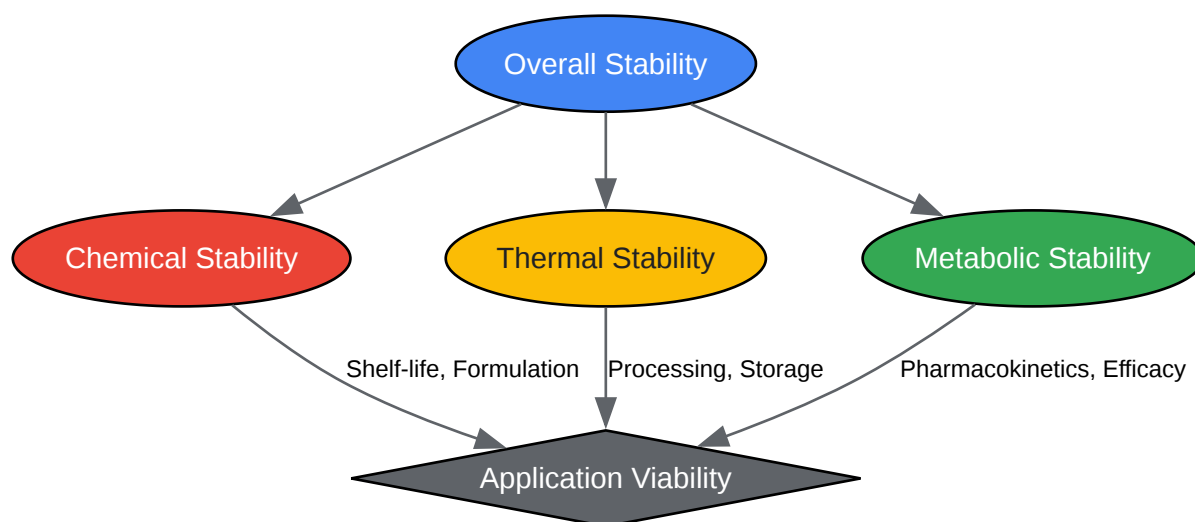 Overall Stability
Chemical Stability
Thermal Stability
Metabolic Stability
Shelf-life, Formulation
Processing, Storage
Pharmacokinetics, Efficacy
Application Viability